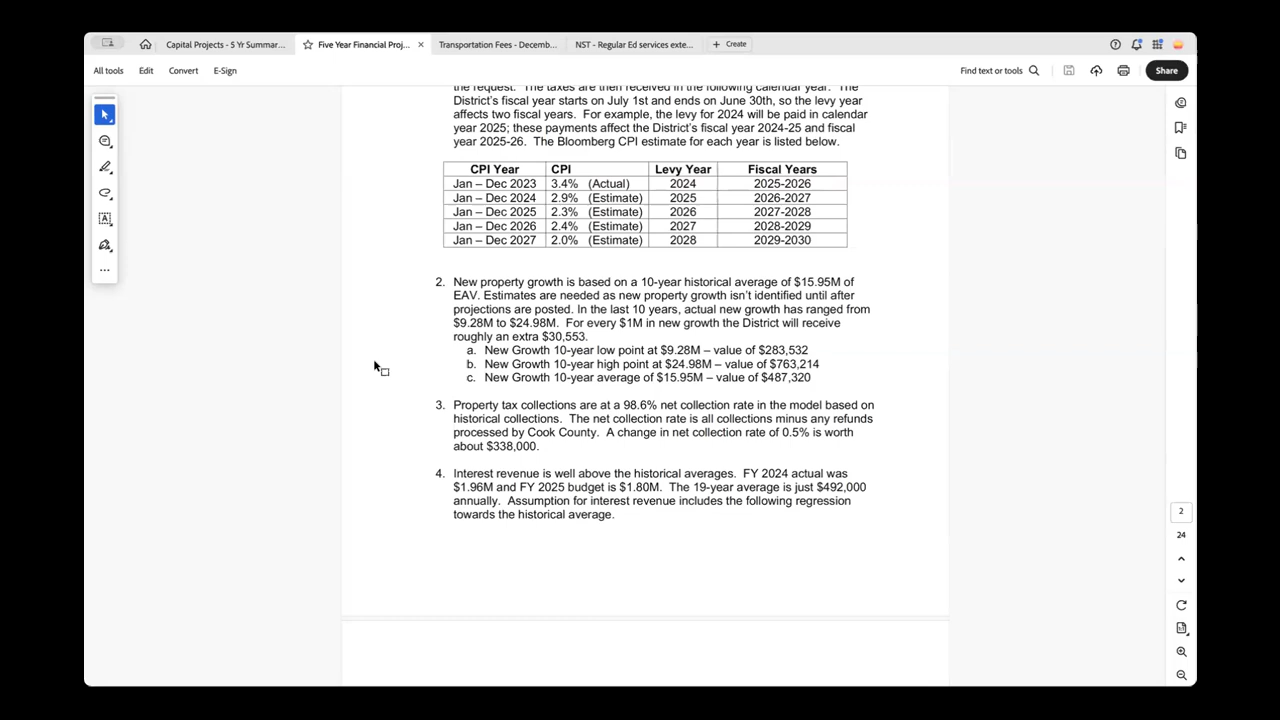 Capital Projects - 5 Yr Summar...
Five Year Financial Proj...
Transportation Fees - Decemb...
NST - Regular Ed services exte...
Create
All tools
Edit
Convert
E-Sign
Find text or tools
Share
the request. The taxes are then received in the following calendar year. The
District's fiscal year starts on July 1st and ends on June 30th, so the levy year
affects two fiscal years. For example, the levy for 2024 will be paid in calendar
year 2025; these payments affect the District's fiscal year 2024-25 and fiscal
year 2025-26. The Bloomberg CPI estimate for each year is listed below.
CPI Year CPI Levy Year Fiscal Years
Jan – Dec 2023 3.4% (Actual) 2024 2025-2026
Jan – Dec 2024 2.9% (Estimate) 2025 2026-2027
Jan – Dec 2025 2.3% (Estimate) 2026 2027-2028
Jan – Dec 2026 2.4% (Estimate) 2027 2028-2029
Jan – Dec 2027 2.0% (Estimate) 2028 2029-2030
2. New property growth is based on a 10-year historical average of $15.95M of
EAV. Estimates are needed as new property growth isn't identified until after
projections are posted. In the last 10 years, actual new growth has ranged from
$9.28M to $24.98M. For every $1M in new growth the District will receive
roughly an extra $30,553.
a. New Growth 10-year low point at $9.28M – value of $283,532
b. New Growth 10-year high point at $24.98M – value of $763,214
c. New Growth 10-year average of $15.95M – value of $487,320
3. Property tax collections are at a 98.6% net collection rate in the model based on
historical collections. The net collection rate is all collections minus any refunds
processed by Cook County. A change in net collection rate of 0.5% is worth
about $338,000.
4. Interest revenue is well above the historical averages. FY 2024 actual was
$1.96M and FY 2025 budget is $1.80M. The 19-year average is just $492,000
annually. Assumption for interest revenue includes the following regression
towards the historical average.
2
24